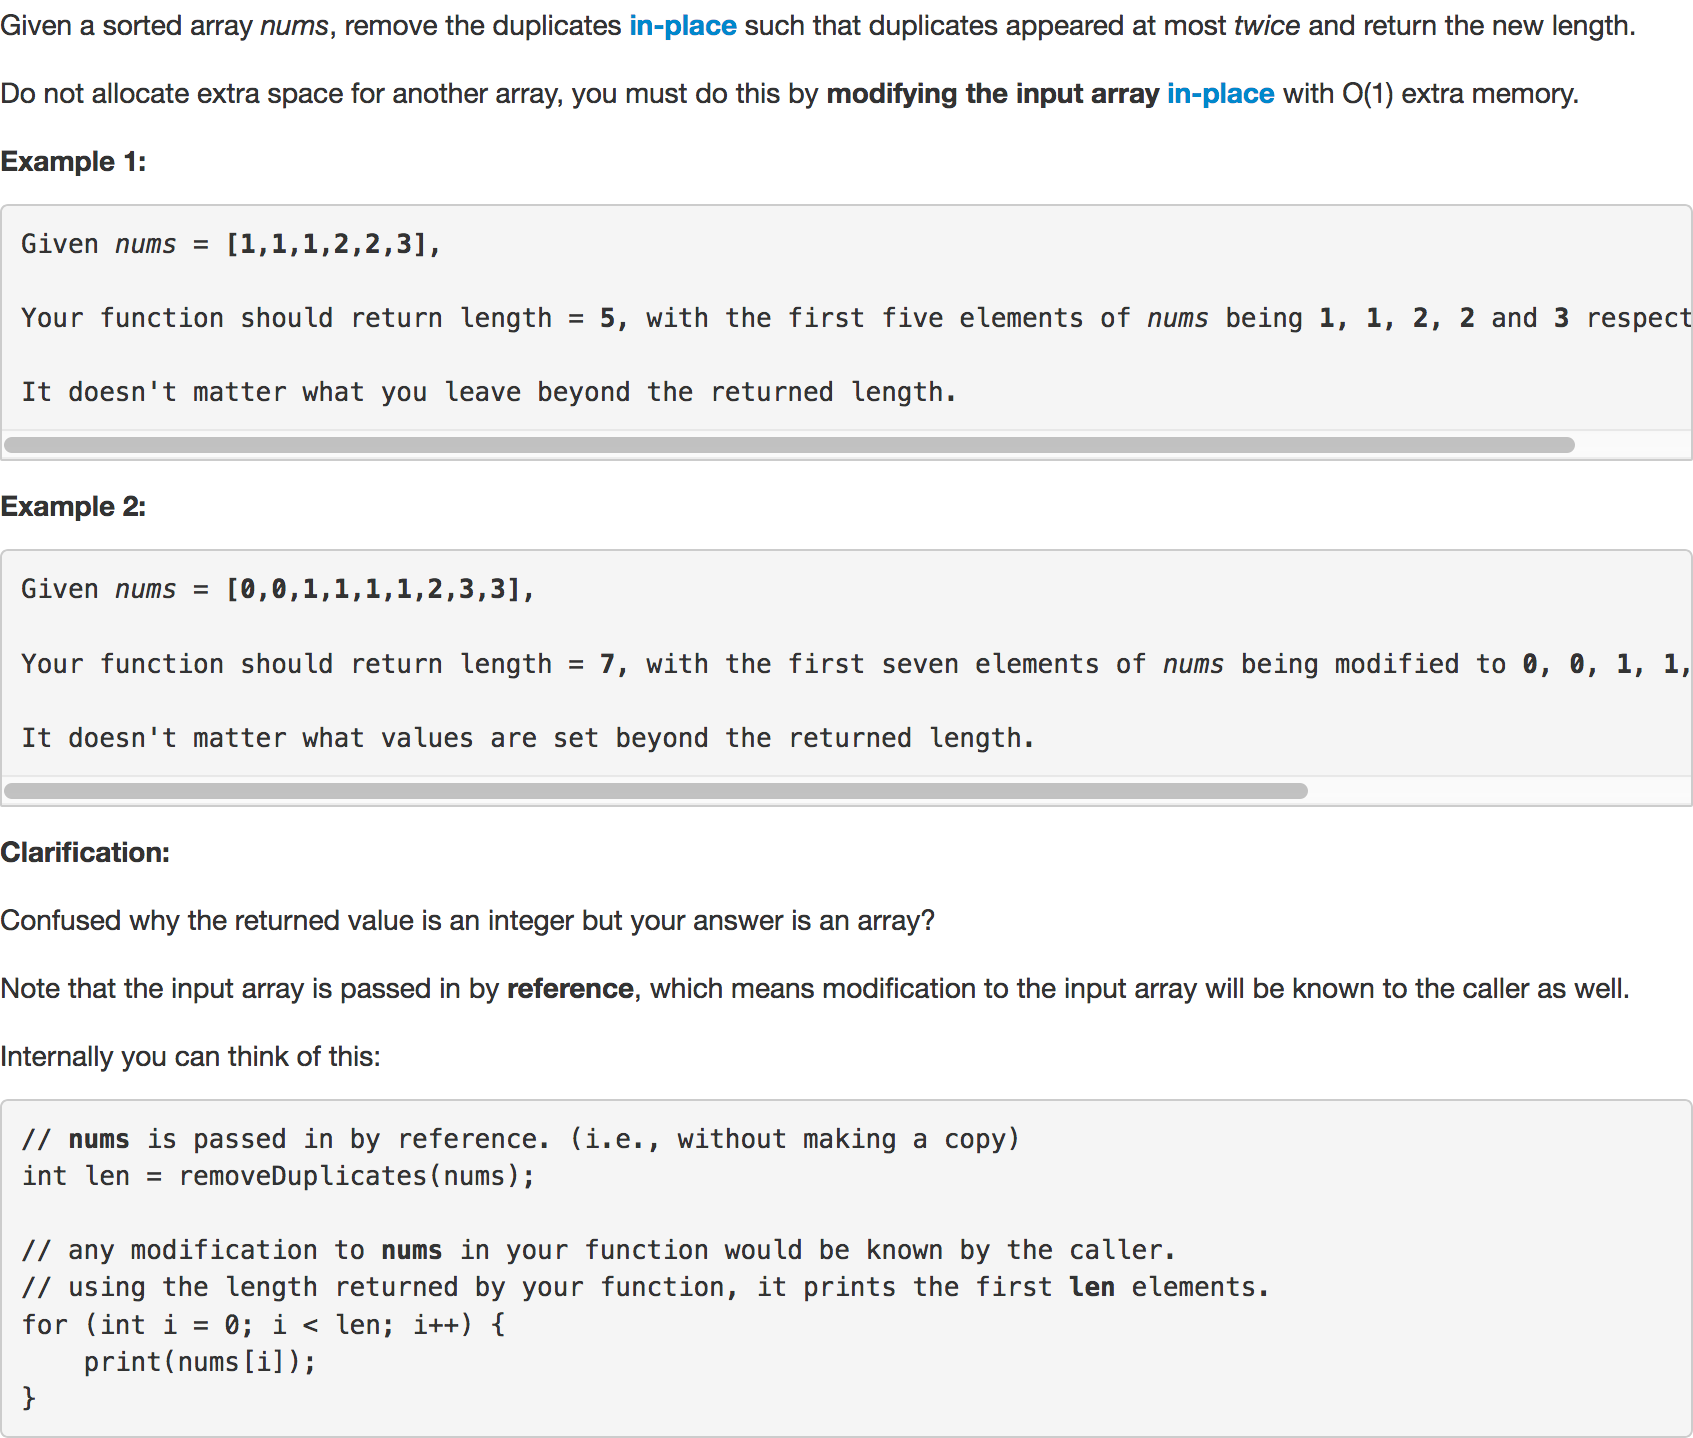 Given a sorted array nums, remove the duplicates in-place such that duplicates appeared at most twice and return the new length.
Do not allocate extra space for another array, you must do this by modifying the input array in-place with O(1) extra memory.
Example 1:
Given nums = [1,1,1,2,2,3],
Your function should return length = 5, with the first five elements of nums being 1, 1, 2, 2 and 3 respect
It doesn't matter what you leave beyond the returned length.
Example 2:
Given nums = [0,0,1,1,1,1,2,3,3],
Your function should return length = 7, with the first seven elements of nums being modified to 0, 0, 1, 1,
It doesn't matter what values are set beyond the returned length.
Clarification:
Confused why the returned value is an integer but your answer is an array?
Note that the input array is passed in by reference, which means modification to the input array will be known to the caller as well.
Internally you can think of this:
// nums is passed in by reference. (i.e., without making a copy)
int len = removeDuplicates(nums);
// any modification to nums in your function would be known by the caller.
// using the length returned by your function, it prints the first len elements.
for (int i = 0; i < len; i++) {
    print(nums[i]);
}